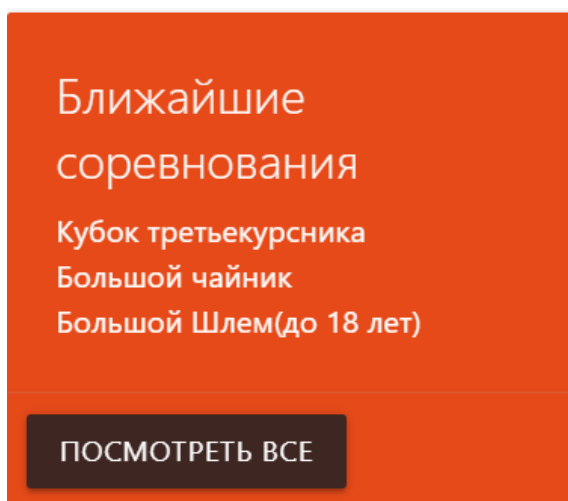 Ближайшие
соревнования
Кубок третьекурсника
Большой чайник
Большой Шлем(до 18 лет)
ПОСМОТРЕТЬ ВСЕ